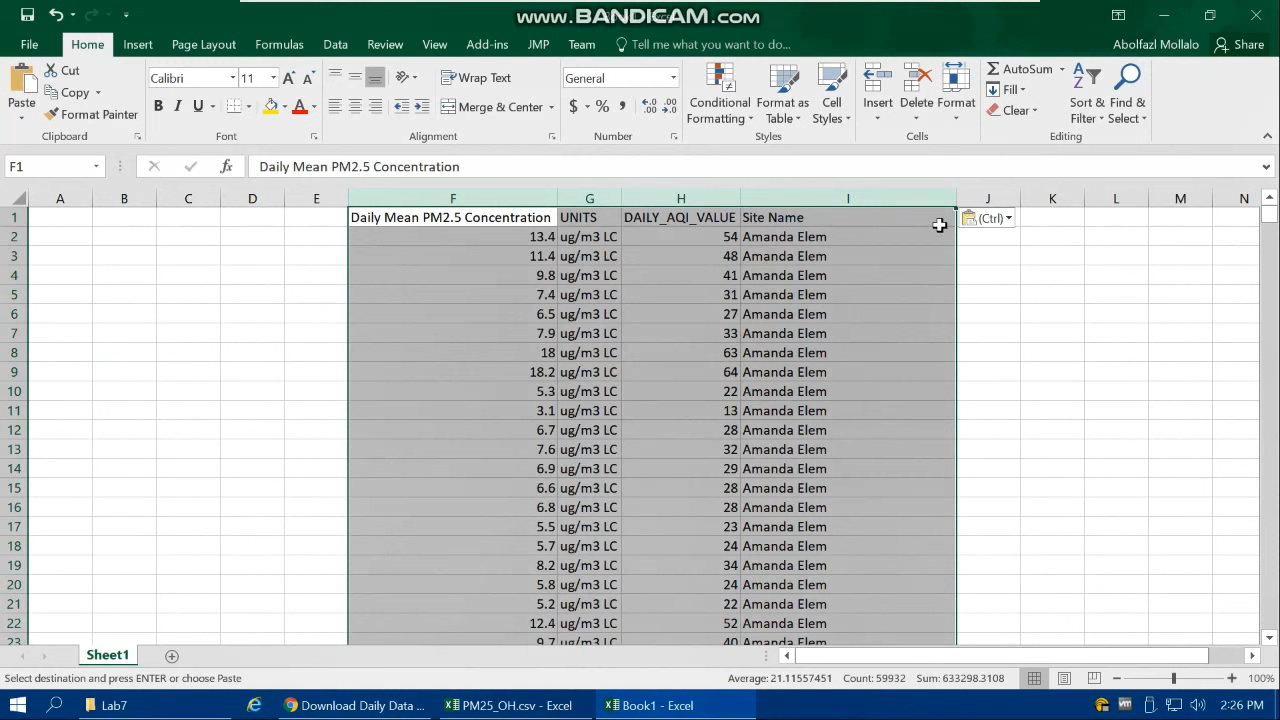 www.BANDICAM.com
File Home Insert Page Layout Formulas Data Review View Add-ins JMP Team Tell me what you want to do... Abolfazl Mollalo Share
Paste Cut Copy Format Painter
Calibri 11
Wrap Text Merge & Center
General
$ % ,
Conditional Formatting Format as Table Cell Styles
Insert Delete Format
AutoSum Fill Clear Sort & Filter Find & Select
Clipboard Font Alignment Number Styles Cells Editing
F1 fx Daily Mean PM2.5 Concentration
A B C D E F G H I J K L M N
1 Daily Mean PM2.5 Concentration UNITS DAILY_AQI_VALUE Site Name (Ctrl)
2 13.4 ug/m3 LC 54 Amanda Elem
3 11.4 ug/m3 LC 48 Amanda Elem
4 9.8 ug/m3 LC 41 Amanda Elem
5 7.4 ug/m3 LC 31 Amanda Elem
6 6.5 ug/m3 LC 27 Amanda Elem
7 7.9 ug/m3 LC 33 Amanda Elem
8 18 ug/m3 LC 63 Amanda Elem
9 18.2 ug/m3 LC 64 Amanda Elem
10 5.3 ug/m3 LC 22 Amanda Elem
11 3.1 ug/m3 LC 13 Amanda Elem
12 6.7 ug/m3 LC 28 Amanda Elem
13 7.6 ug/m3 LC 32 Amanda Elem
14 6.9 ug/m3 LC 29 Amanda Elem
15 6.6 ug/m3 LC 28 Amanda Elem
16 6.8 ug/m3 LC 28 Amanda Elem
17 5.5 ug/m3 LC 23 Amanda Elem
18 5.7 ug/m3 LC 24 Amanda Elem
19 8.2 ug/m3 LC 34 Amanda Elem
20 5.8 ug/m3 LC 24 Amanda Elem
21 5.2 ug/m3 LC 22 Amanda Elem
22 12.4 ug/m3 LC 52 Amanda Elem
23 9.7 ug/m3 LC 40 Amanda Elem
Sheet1
Select destination and press ENTER or choose Paste Average: 21.11557451 Count: 59932 Sum: 633298.3108 100%
Lab7 Download Daily Data ... PM25_OH.csv - Excel Book1 - Excel 2:26 PM